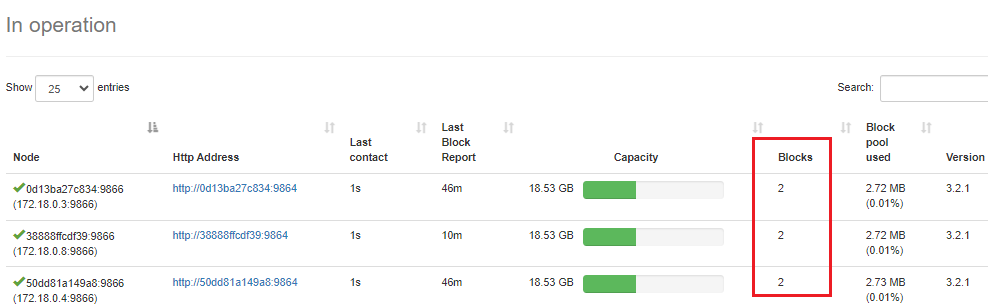 In operation
Show 25 entries Search:
Node Http Address Last contact Last Block Report Capacity Blocks Block pool used Version
0d13ba27c834:9866 http://0d13ba27c834:9864 1s 46m 18.53 GB 2 2.72 MB 3.2.1
(172.18.0.3:9866) (0.01%)
38888ffcdf39:9866 http://38888ffcdf39:9864 1s 10m 18.53 GB 2 2.72 MB 3.2.1
(172.18.0.8:9866) (0.01%)
50dd81a149a8:9866 http://50dd81a149a8:9864 1s 46m 18.53 GB 2 2.73 MB 3.2.1
(172.18.0.4:9866) (0.01%)